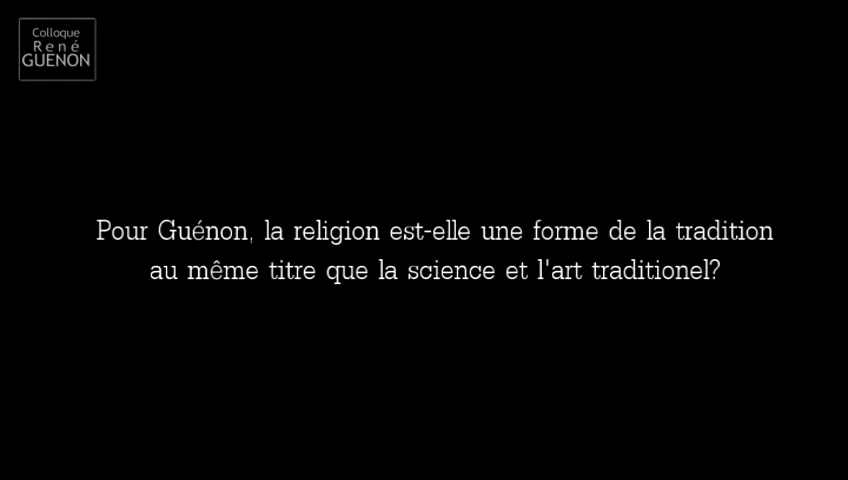 Colloque
René
GUENON
Pour Guénon, la religion est-elle une forme de la tradition
au même titre que la science et l'art traditionel?